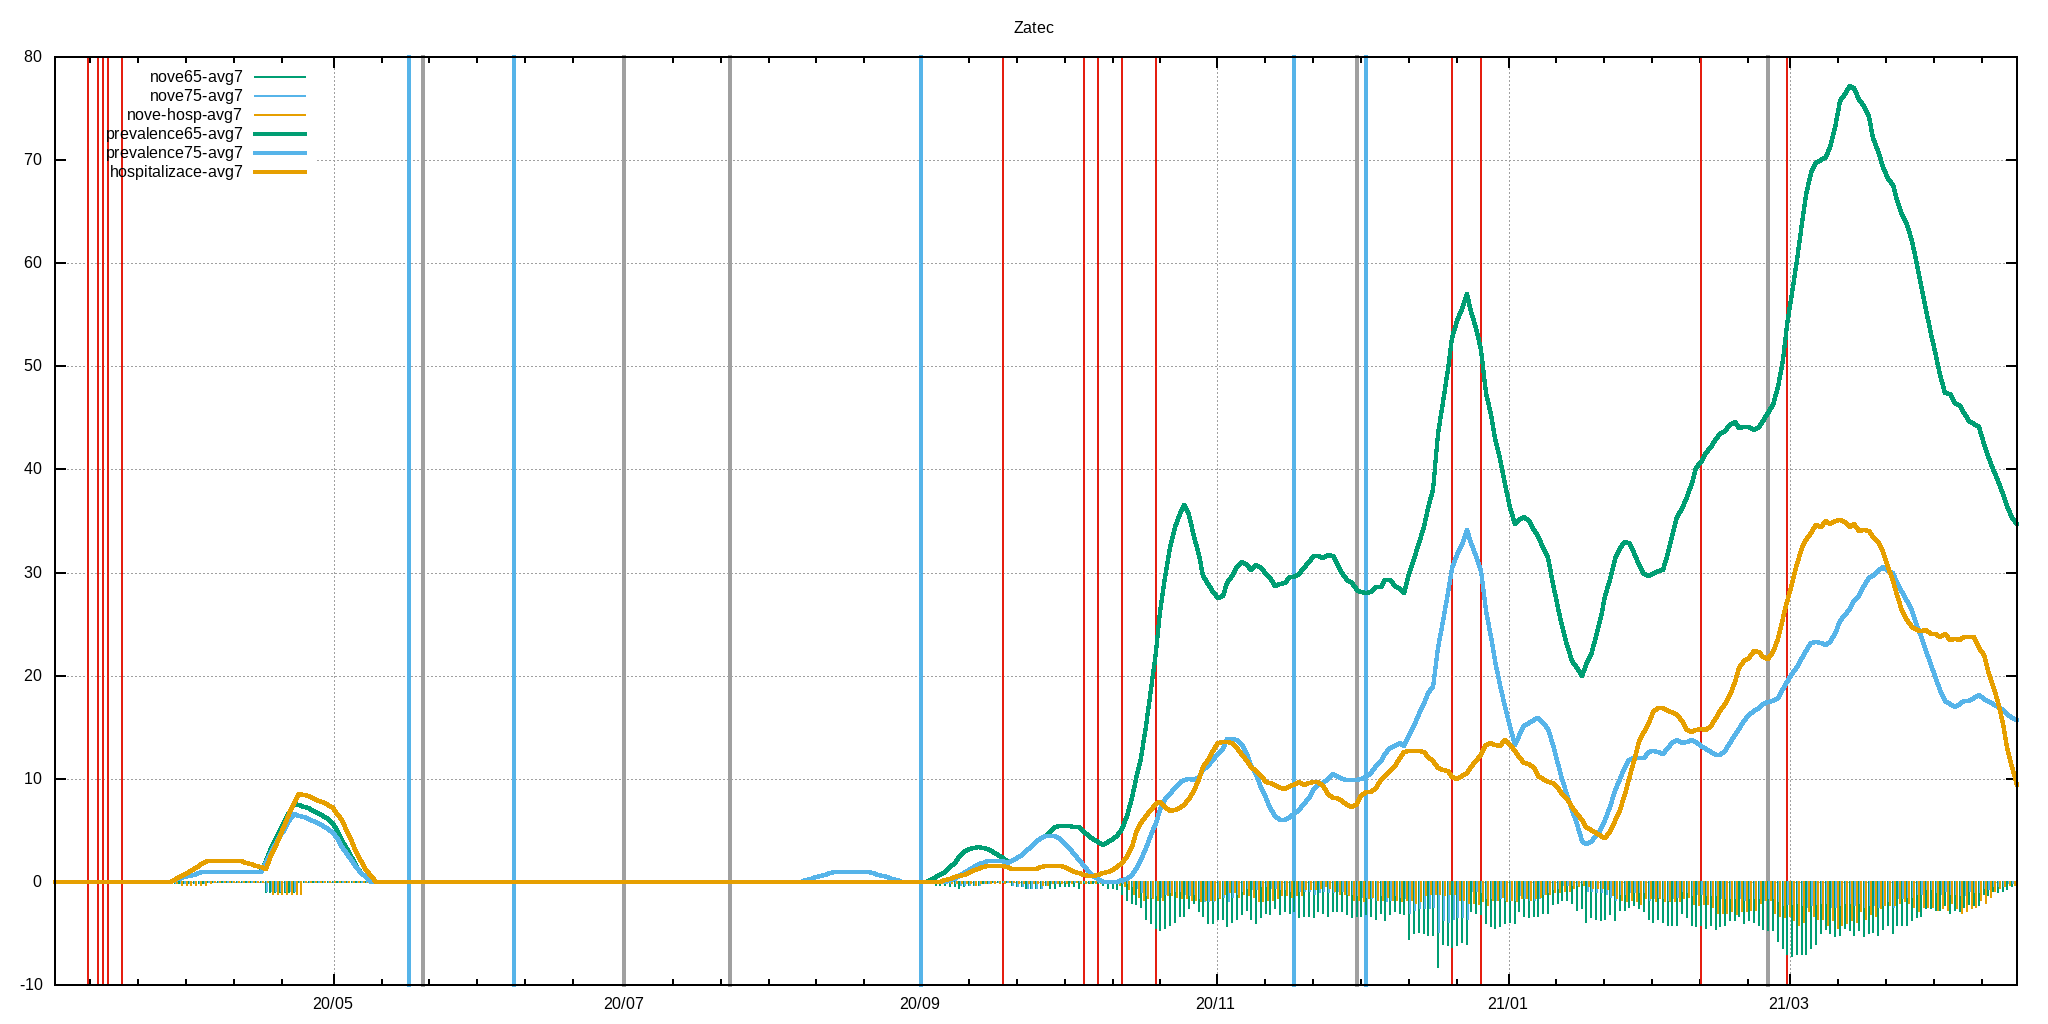 Zatec
80
70
60
50
40
30
20
10
0
-10
nove65-avg7
nove75-avg7
nove-hosp-avg7
prevalence65-avg7
prevalence75-avg7
hospitalizace-avg7
20/05
20/07
20/09
20/11
21/01
21/03